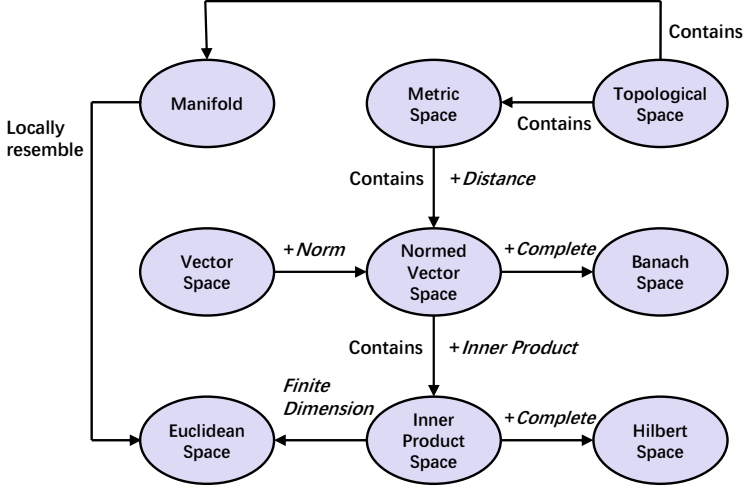 Contains
Manifold
Metric
Space
Topological
Space
Contains
Locally
resemble
Contains
+Distance
Vector
Space
+Norm
Normed
Vector
Space
+Complete
Banach
Space
Contains
+Inner Product
Finite
Dimension
Euclidean
Space
Inner
Product
Space
+Complete
Hilbert
Space